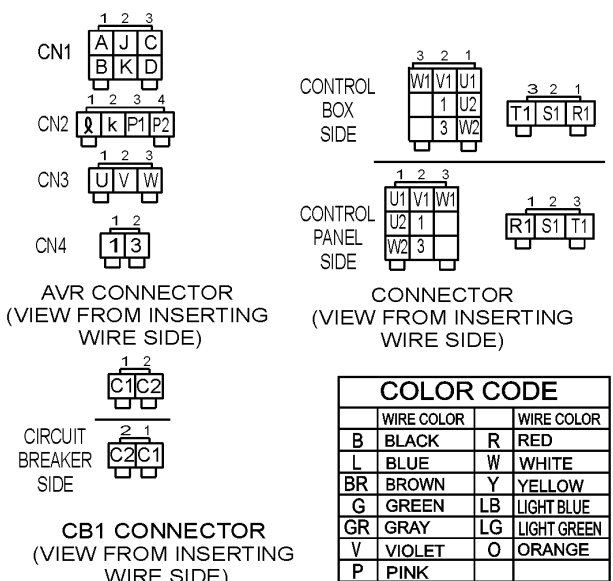 1 2 3
CN1
A J C
B K D
1 2 3 4
CN2
ℓ k P1 P2
1 2 3
CN3
U V W
1 2
CN4
1 3
AVR CONNECTOR
(VIEW FROM INSERTING
WIRE SIDE)
3 2 1
CONTROL
BOX
SIDE
W1 V1 U1
1 U2
3 W2
3 2 1
T1 S1 R1
1 2 3
CONTROL
PANEL
SIDE
U1 V1 W1
U2 1
W2 3
1 2 3
R1 S1 T1
CONNECTOR
(VIEW FROM INSERTING
WIRE SIDE)
1 2
C1 C2
CIRCUIT
BREAKER
SIDE
2 1
C2 C1
CB1 CONNECTOR
(VIEW FROM INSERTING
WIRE SIDE)
COLOR CODE
WIRE COLOR WIRE COLOR
B BLACK R RED
L BLUE W WHITE
BR BROWN Y YELLOW
G GREEN LB LIGHT BLUE
GR GRAY LG LIGHT GREEN
V VIOLET O ORANGE
P PINK